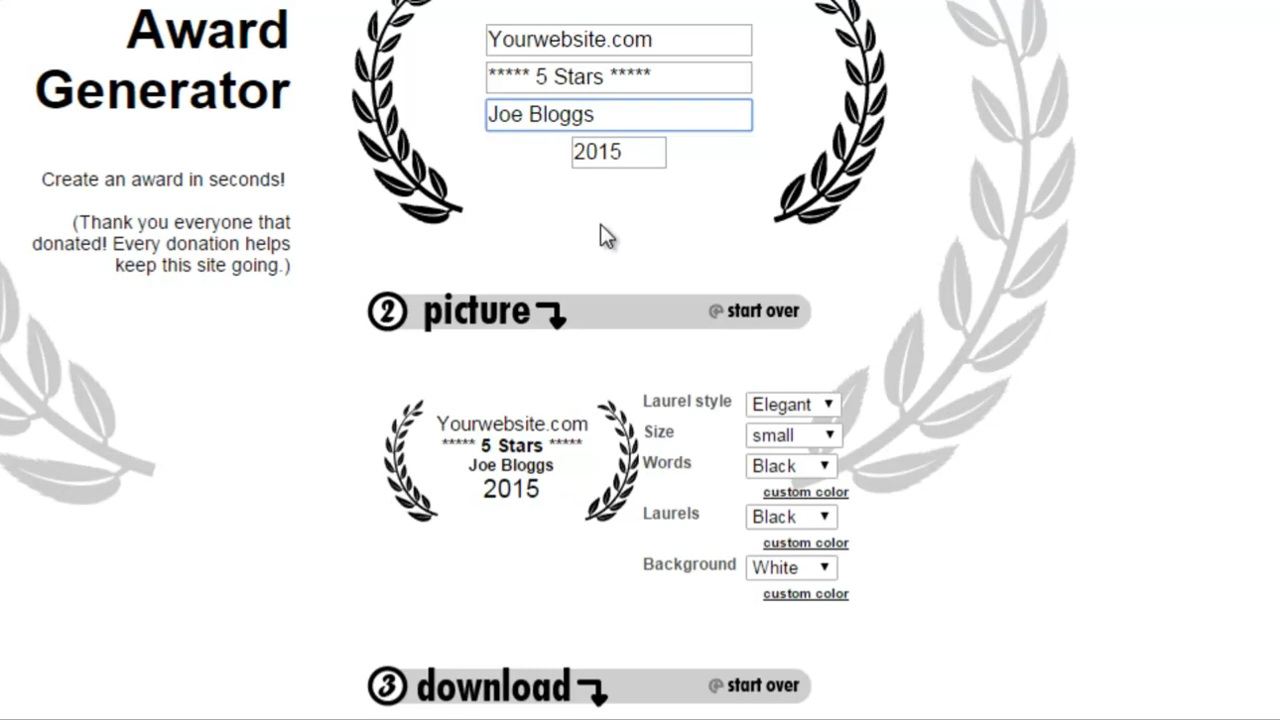 Award
Generator
Create an award in seconds!
(Thank you everyone that
donated! Every donation helps
keep this site going.)
Yourwebsite.com
***** 5 Stars *****
Joe Bloggs
2015
2 picture
start over
Yourwebsite.com
***** 5 Stars *****
Joe Bloggs
2015
Laurel style Elegant
Size small
Words Black
custom color
Laurels Black
custom color
Background White
custom color
3 download
start over